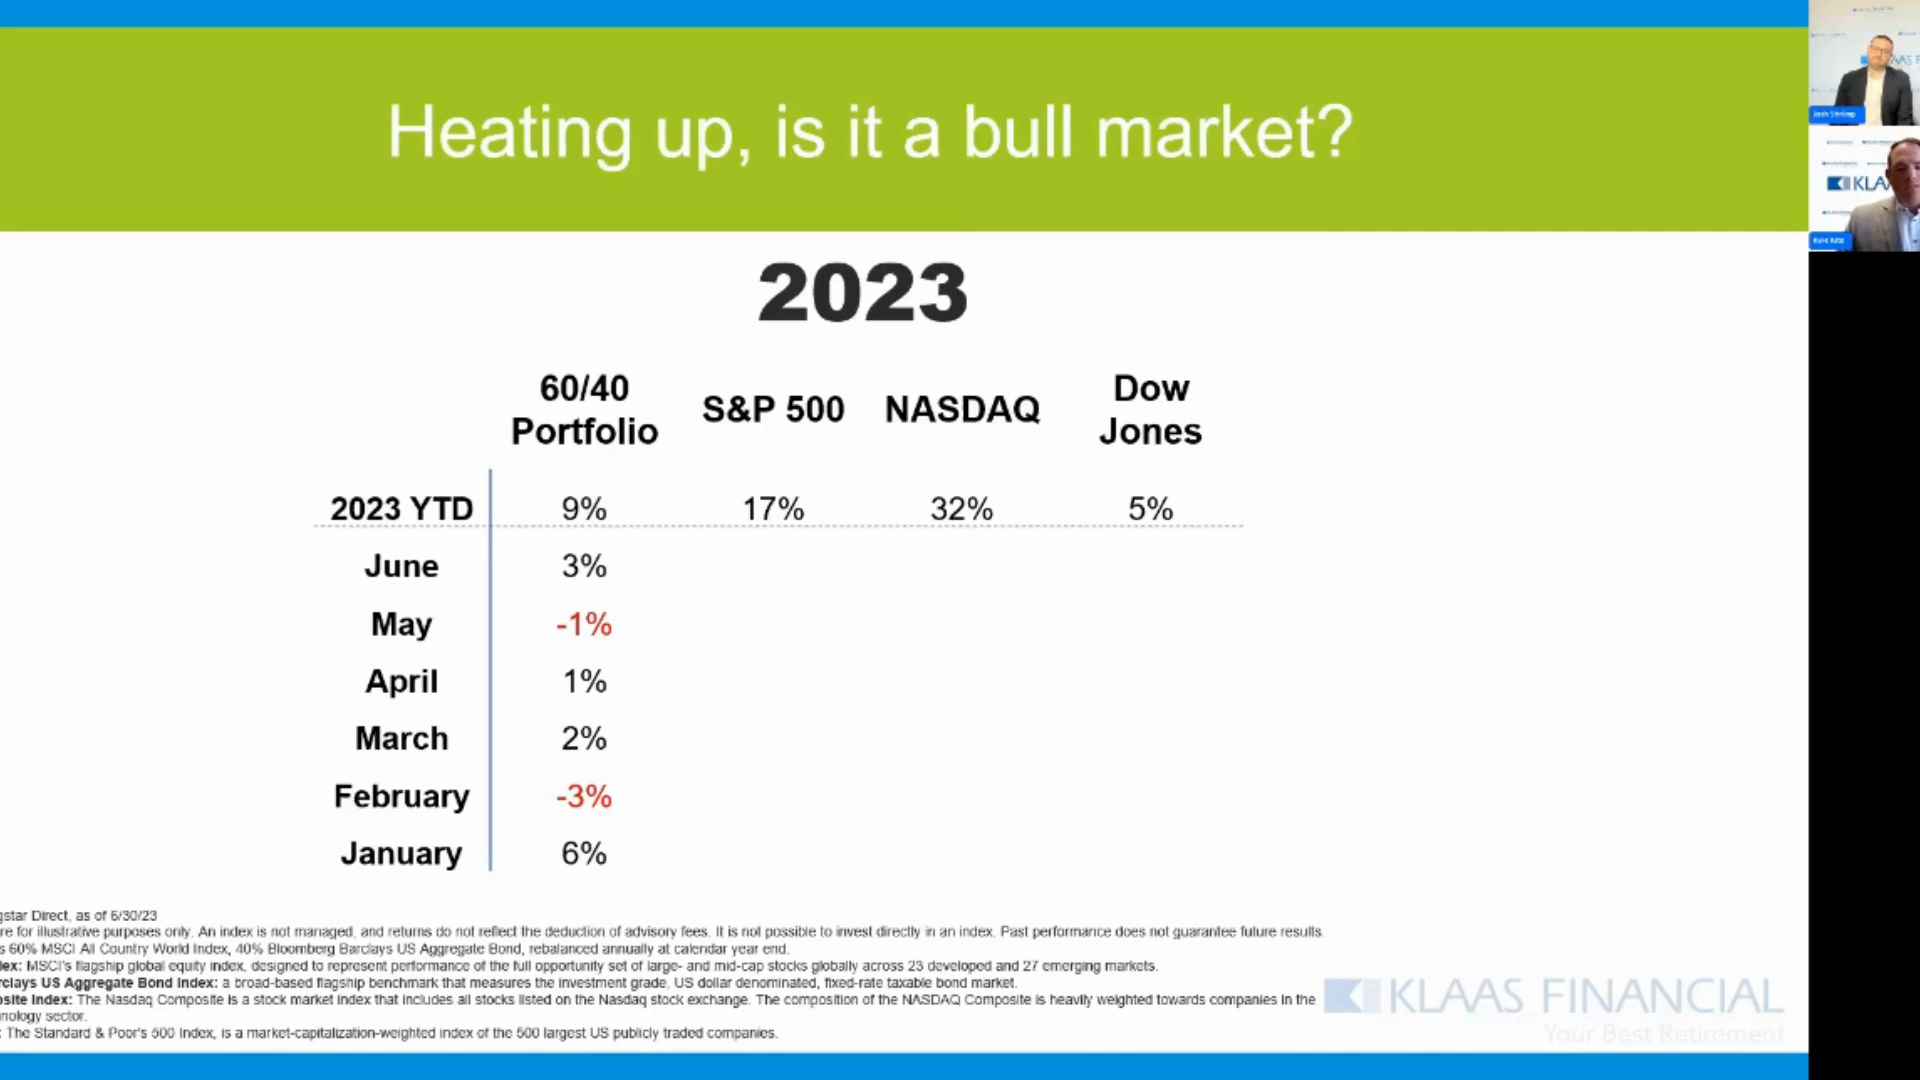 Heating up, is it a bull market?
2023
60/40 Portfolio S&P 500 NASDAQ Dow Jones
2023 YTD 9% 17% 32% 5%
June 3%
May -1%
April 1%
March 2%
February -3%
January 6%
gstar Direct, as of 6/30/23
re for illustrative purposes only. An index is not managed, and returns do not reflect the deduction of advisory fees. It is not possible to invest directly in an index. Past performance does not guarantee future results.
s 60% MSCI All Country World Index, 40% Bloomberg Barclays US Aggregate Bond, rebalanced annually at calendar year end.
lex: MSCI's flagship global equity index, designed to represent performance of the full opportunity set of large- and mid-cap stocks globally across 23 developed and 27 emerging markets.
rclays US Aggregate Bond Index: a broad-based flagship benchmark that measures the investment grade, US dollar denominated, fixed-rate taxable bond market.
osite Index: The Nasdaq Composite is a stock market index that includes all stocks listed on the Nasdaq stock exchange. The composition of the NASDAQ Composite is heavily weighted towards companies in the
nology sector.
: The Standard & Poor's 500 Index, is a market-capitalization-weighted index of the 500 largest US publicly traded companies.
KLAAS FINANCIAL
Your Best Retirement
KLA